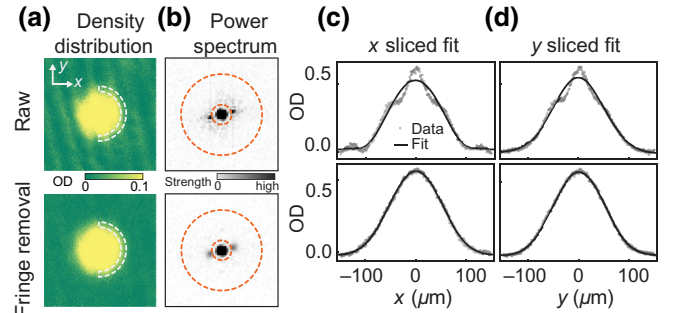 (a) Density distribution
(b) Power spectrum
(c) x sliced fit
(d) y sliced fit
Raw
y
x
OD 0 0.1
Strength 0 high
OD
0.5
0.0
Data
Fit
Fringe removal
OD
0.5
0.0
−100 0 100
x (μm)
−100 0 100
y (μm)